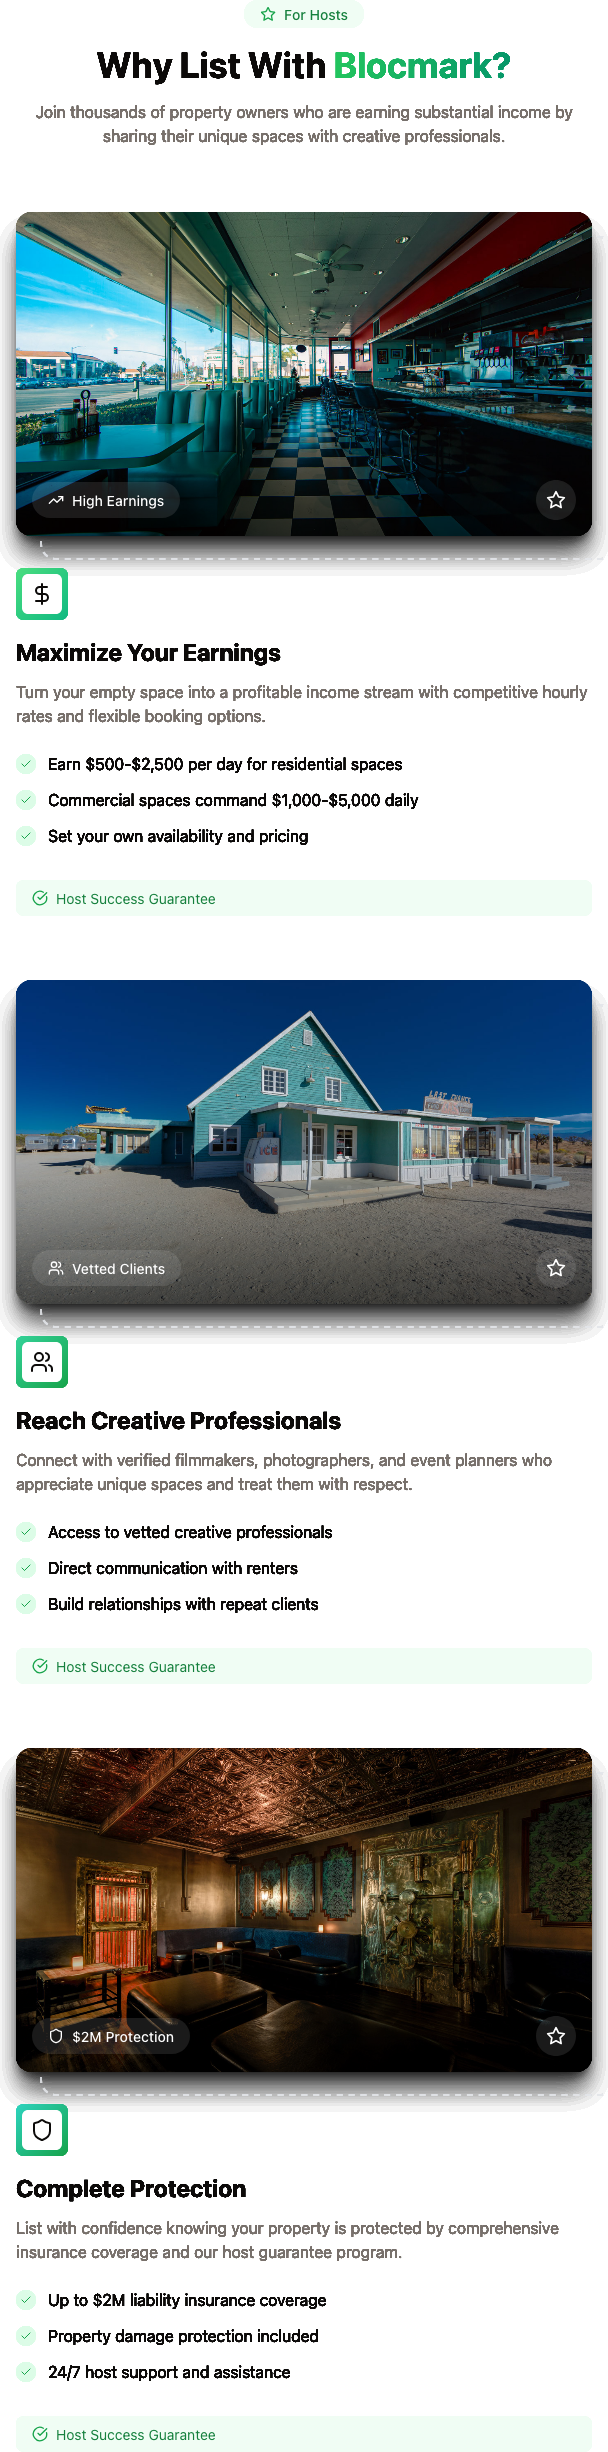 For Hosts
Why List With Blocmark?
Join thousands of property owners who are earning substantial income by
sharing their unique spaces with creative professionals.
High Earnings
Maximize Your Earnings
Turn your empty space into a profitable income stream with competitive hourly
rates and flexible booking options.
Earn $500-$2,500 per day for residential spaces
Commercial spaces command $1,000-$5,000 daily
Set your own availability and pricing
Host Success Guarantee
Vetted Clients
Reach Creative Professionals
Connect with verified filmmakers, photographers, and event planners who
appreciate unique spaces and treat them with respect.
Access to vetted creative professionals
Direct communication with renters
Build relationships with repeat clients
Host Success Guarantee
$2M Protection
Complete Protection
List with confidence knowing your property is protected by comprehensive
insurance coverage and our host guarantee program.
Up to $2M liability insurance coverage
Property damage protection included
24/7 host support and assistance
Host Success Guarantee